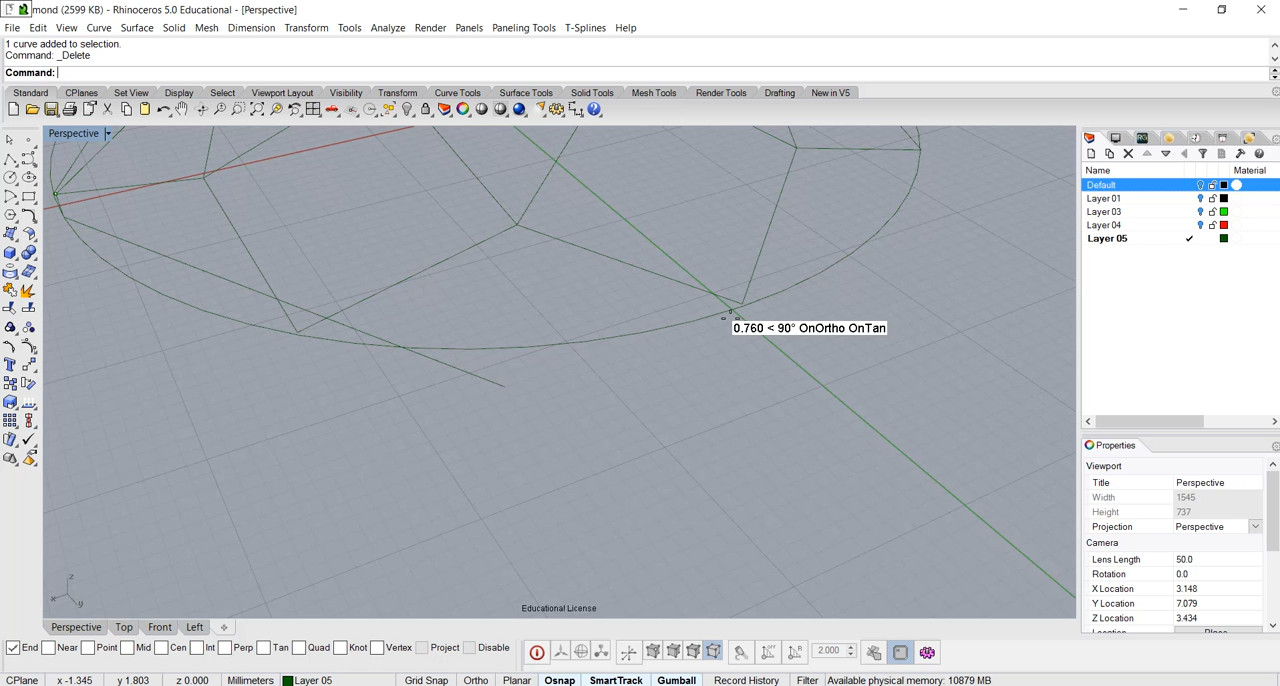 mond (2599 KB) - Rhinoceros 5.0 Educational - [Perspective]
File Edit View Curve Surface Solid Mesh Dimension Transform Tools Analyze Render Panels Paneling Tools T-Splines Help
1 curve added to selection.
Command: _Delete
Command:
Standard CPlanes Set View Display Select Viewport Layout Visibility Transform Curve Tools Surface Tools Solid Tools Mesh Tools Render Tools Drafting New in V5
Perspective
Name Material
Default
Layer 01
Layer 03
Layer 04
Layer 05
0.760 < 90° OnOrtho OnTan
Properties
Viewport
Title Perspective
Width 1545
Height 737
Projection Perspective
Camera
Lens Length 50.0
Rotation 0.0
X Location 3.148
Y Location 7.079
Z Location 3.434
Location Place
z
x
y
Educational License
Perspective Top Front Left
End Near Point Mid Cen Int Perp Tan Quad Knot Vertex Project Disable
2.000
CPlane x -1.345 y 1.803 z 0.000 Millimeters Layer 05 Grid Snap Ortho Planar Osnap SmartTrack Gumball Record History Filter Available physical memory: 10879 MB